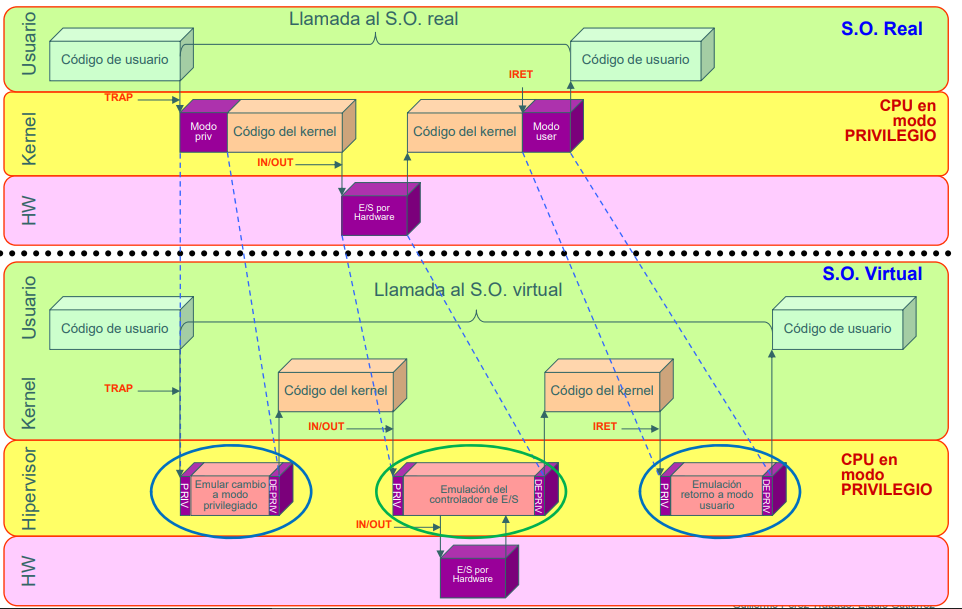 Llamada al S.O. real
S.O. Real
Usuario
Código de usuario
Código de usuario
IRET
TRAP
CPU en
modo
PRIVILEGIO
Kernel
Modo
priv
Código del kernel
Código del kernel
Modo
user
IN/OUT
HW
E/S por
Hardware
S.O. Virtual
Llamada al S.O. virtual
Usuario
Código de usuario
Código de usuario
Kernel
TRAP
Código del kernel
Código del kernel
IN/OUT
IRET
Hipervisor
PRIV
Emular cambio
a modo
privilegiado
DEPRIV
PRIV
Emulación del
controlador de E/S
DEPRIV
PRIV
Emulación
retorno a modo
usuario
DEPRIV
CPU en
modo
PRIVILEGIO
IN/OUT
HW
E/S por
Hardware